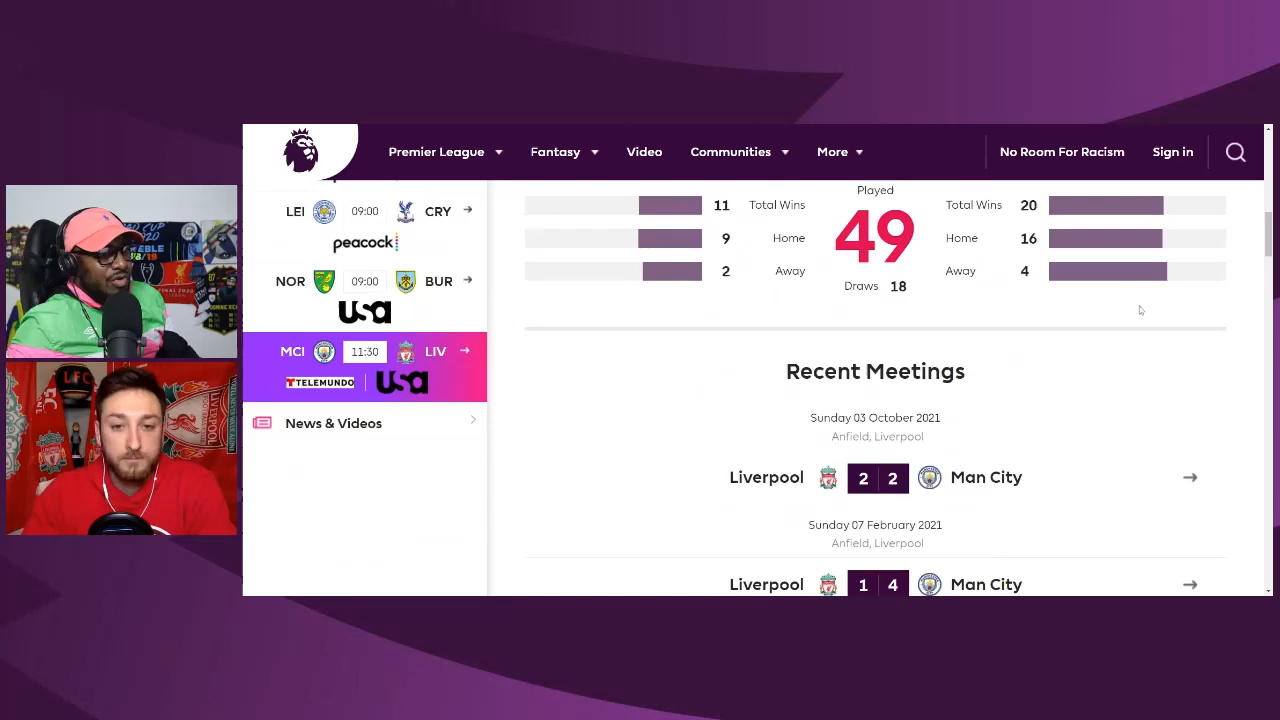 Premier League
Fantasy
Video
Communities
More
No Room For Racism
Sign in
LEI 09:00 CRY
peacock
NOR 09:00 BUR
usa
MCI 11:30 LIV
TELEMUNDO usa
News & Videos
Played
49
Draws 18
11 Total Wins
9 Home
2 Away
Total Wins 20
Home 16
Away 4
Recent Meetings
Sunday 03 October 2021
Anfield, Liverpool
Liverpool 2 2 Man City
Sunday 07 February 2021
Anfield, Liverpool
Liverpool 1 4 Man City
LFC
LIVERPOOL